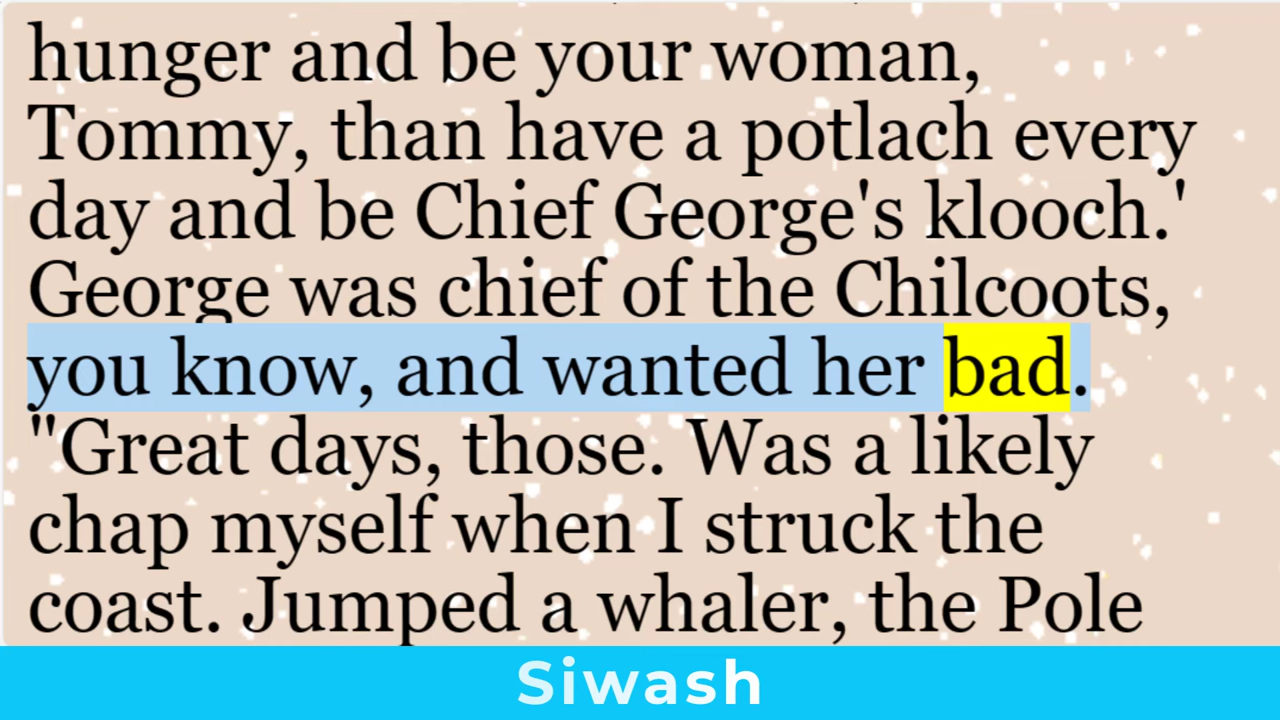 hunger and be your woman,
Tommy, than have a potlach every
day and be Chief George's klooch.'
George was chief of the Chilcoots,
you know, and wanted her bad.
"Great days, those. Was a likely
chap myself when I struck the
coast. Jumped a whaler, the Pole
Siwash